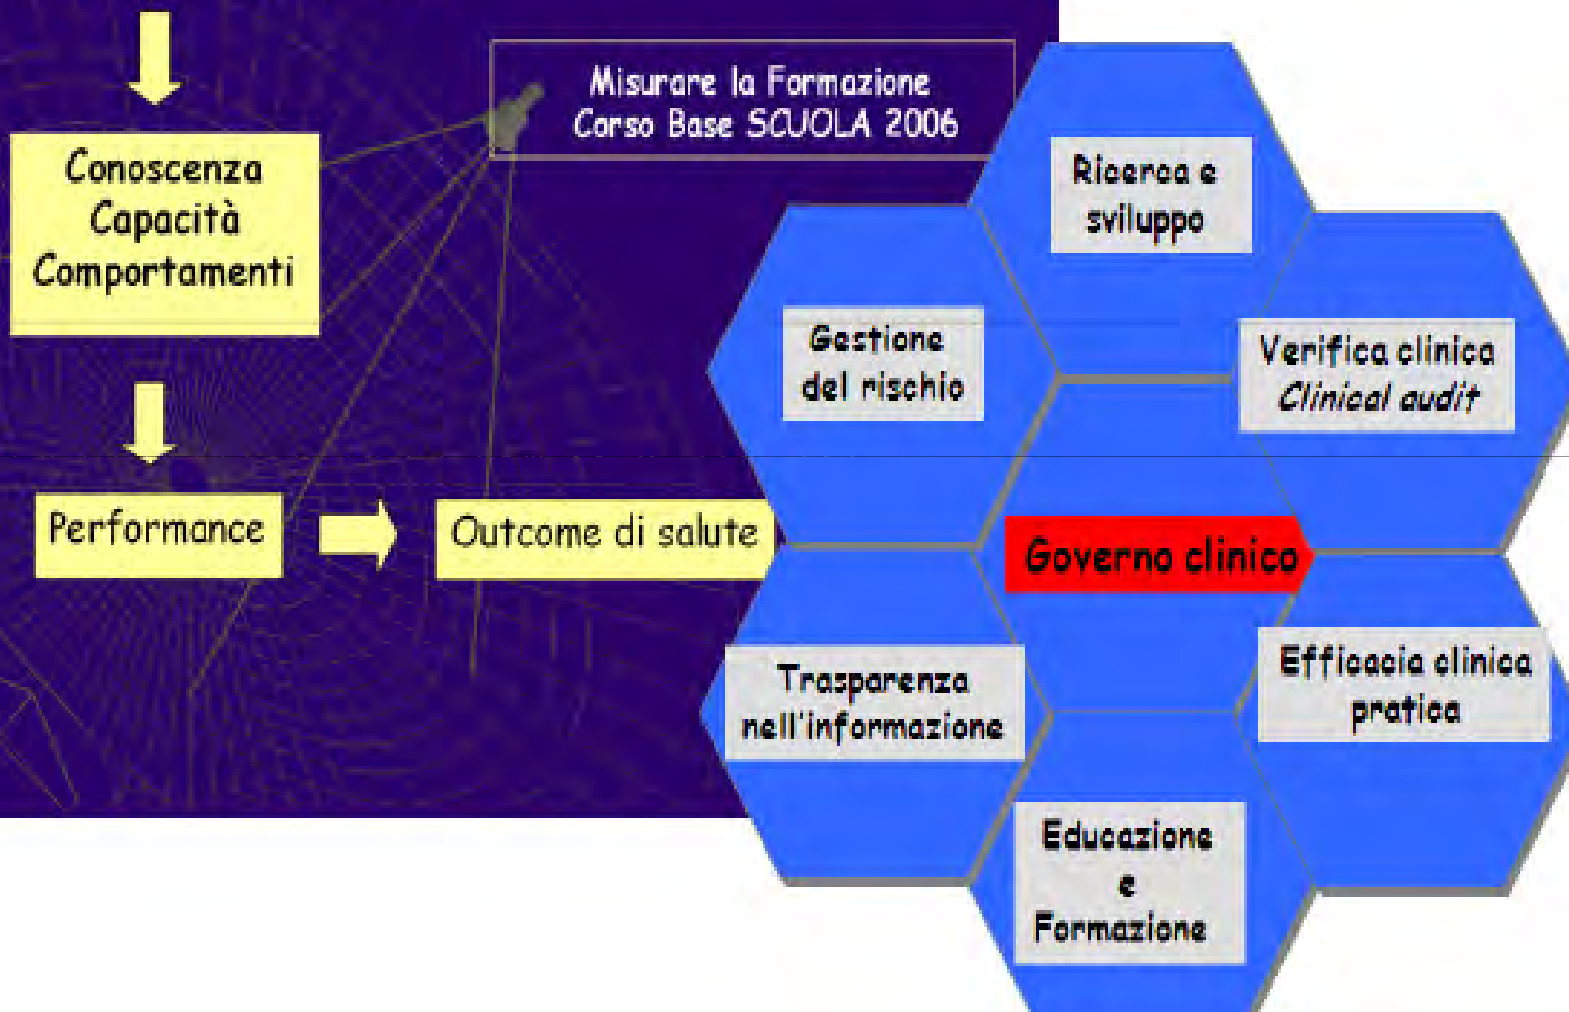 Misurare la Formazione
Corso Base SCUOLA 2006
Conoscenza
Capacità
Comportamenti
Performance
Outcome di salute
Ricerca e
sviluppo
Gestione
del rischio
Verifica clinica
Clinical audit
Governo clinico
Trasparenza
nell'informazione
Efficacia clinica
pratica
Educazione
e
Formazione